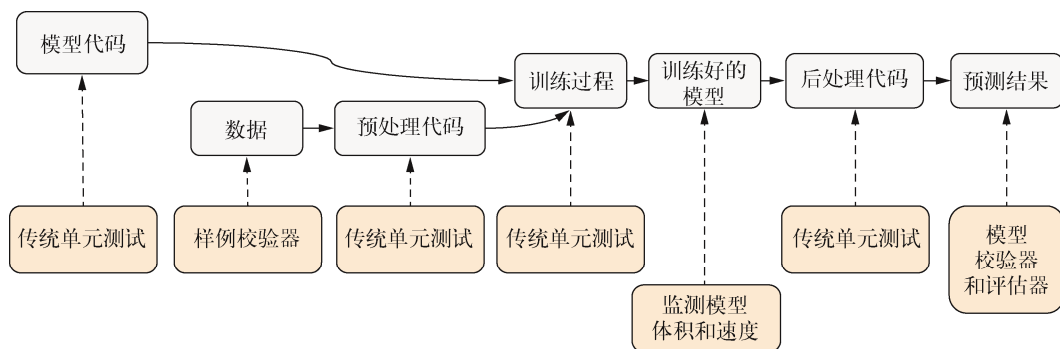 模型代码
训练过程
训练好的
模型
后处理代码
预测结果
数据
预处理代码
传统单元测试
样例校验器
传统单元测试
传统单元测试
传统单元测试
模型
校验器
和评估器
监测模型
体积和速度